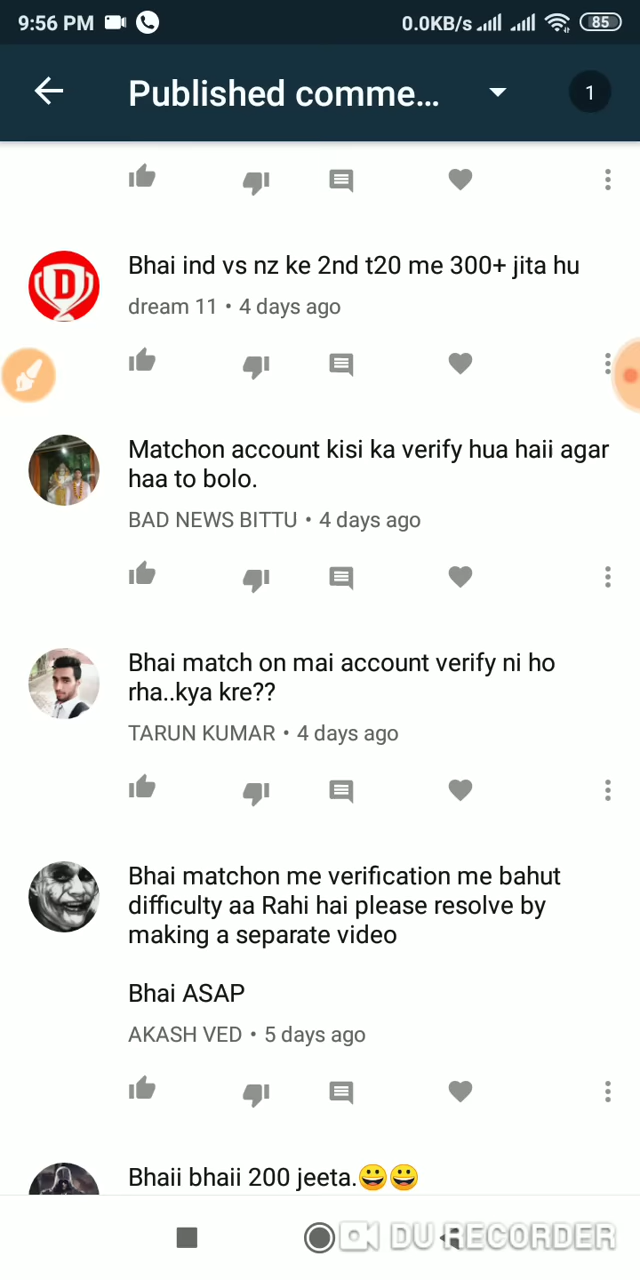 9:56 PM 0.0KB/s 85
Published comme... 1
Bhai ind vs nz ke 2nd t20 me 300+ jita hu
dream 11 • 4 days ago
Matchon account kisi ka verify hua haii agar
haa to bolo.
BAD NEWS BITTU • 4 days ago
Bhai match on mai account verify ni ho
rha..kya kre??
TARUN KUMAR • 4 days ago
Bhai matchon me verification me bahut
difficulty aa Rahi hai please resolve by
making a separate video
Bhai ASAP
AKASH VED • 5 days ago
Bhaii bhaii 200 jeeta.😀😀
DU RECORDER